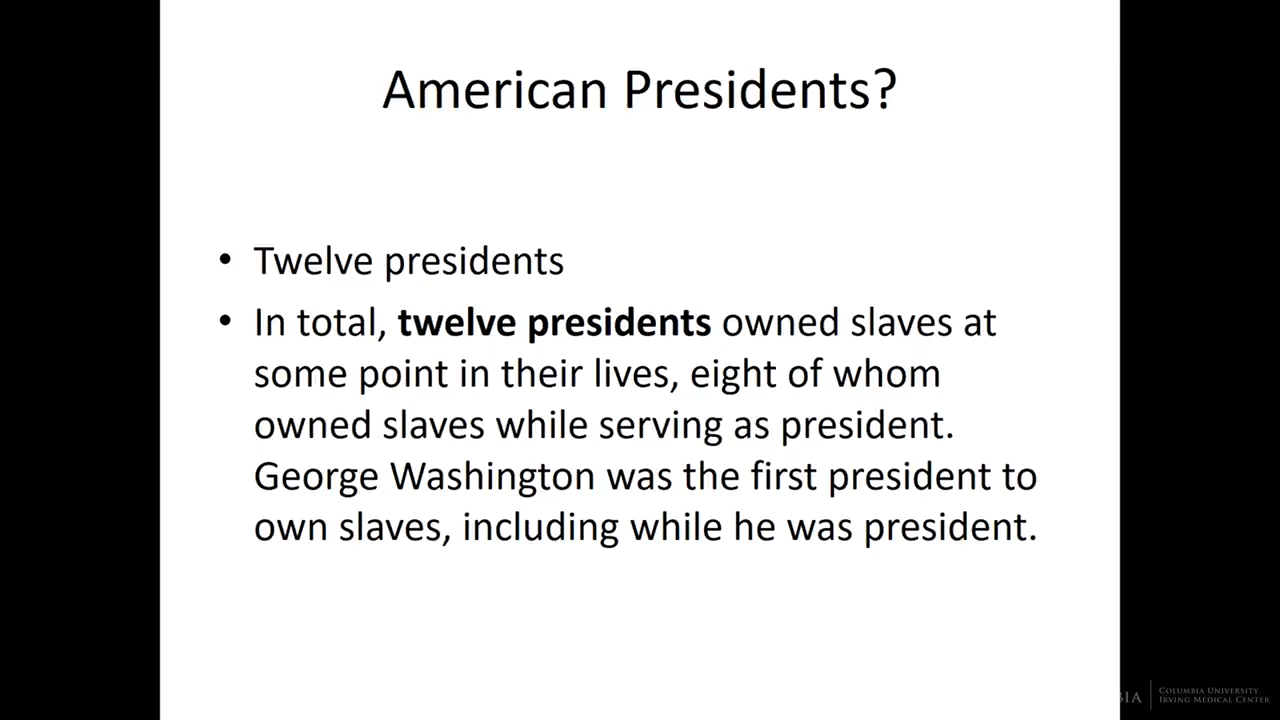 American Presidents?
• Twelve presidents
• In total, twelve presidents owned slaves at
some point in their lives, eight of whom
owned slaves while serving as president.
George Washington was the first president to
own slaves, including while he was president.
BIA
COLUMBIA UNIVERSITY
IRVING MEDICAL CENTER